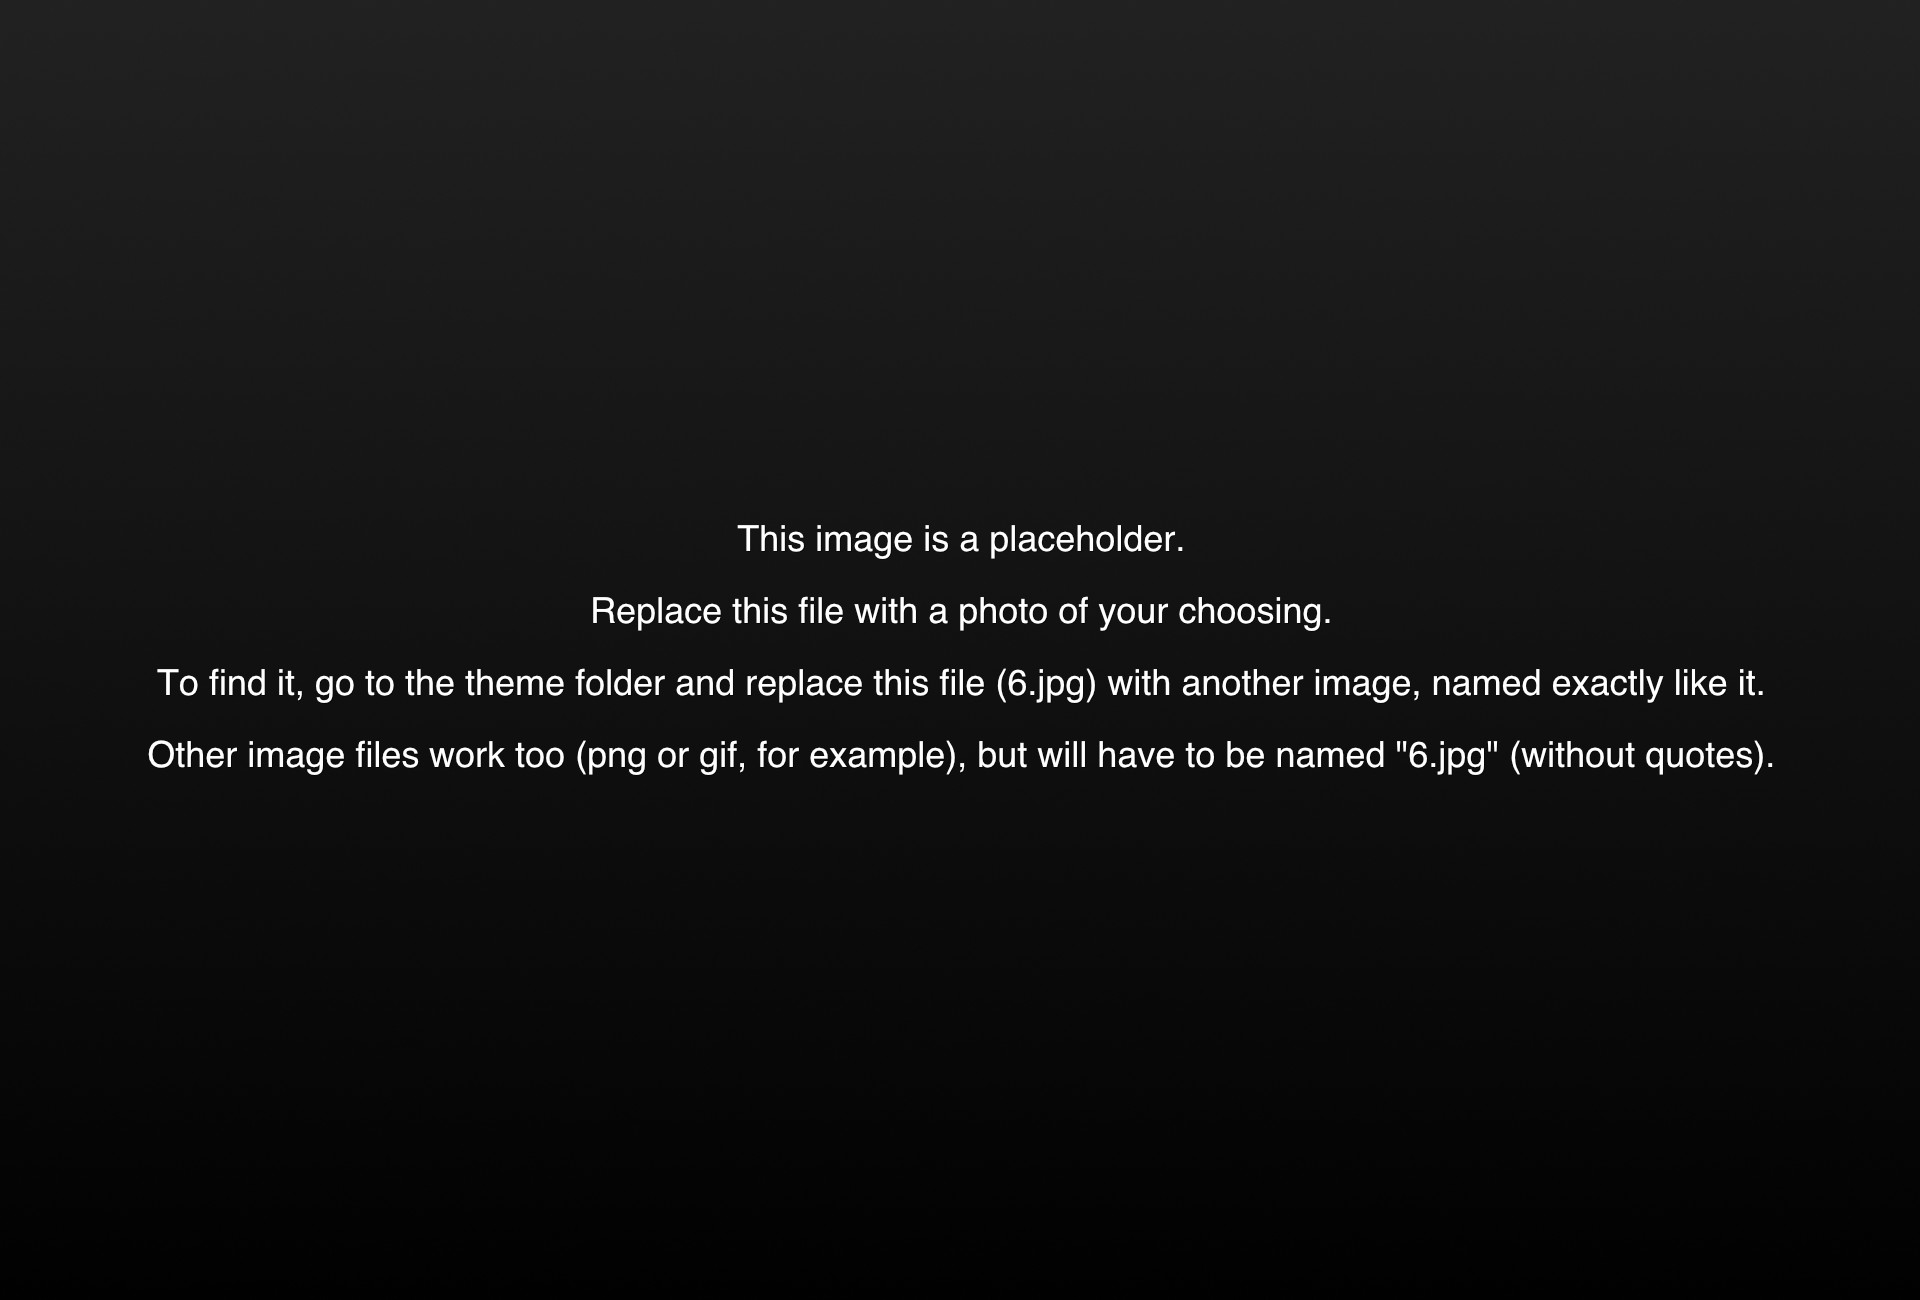 This image is a placeholder.
Replace this file with a photo of your choosing.
To find it, go to the theme folder and replace this file (6.jpg) with another image, named exactly like it.
Other image files work too (png or gif, for example), but will have to be named "6.jpg" (without quotes).